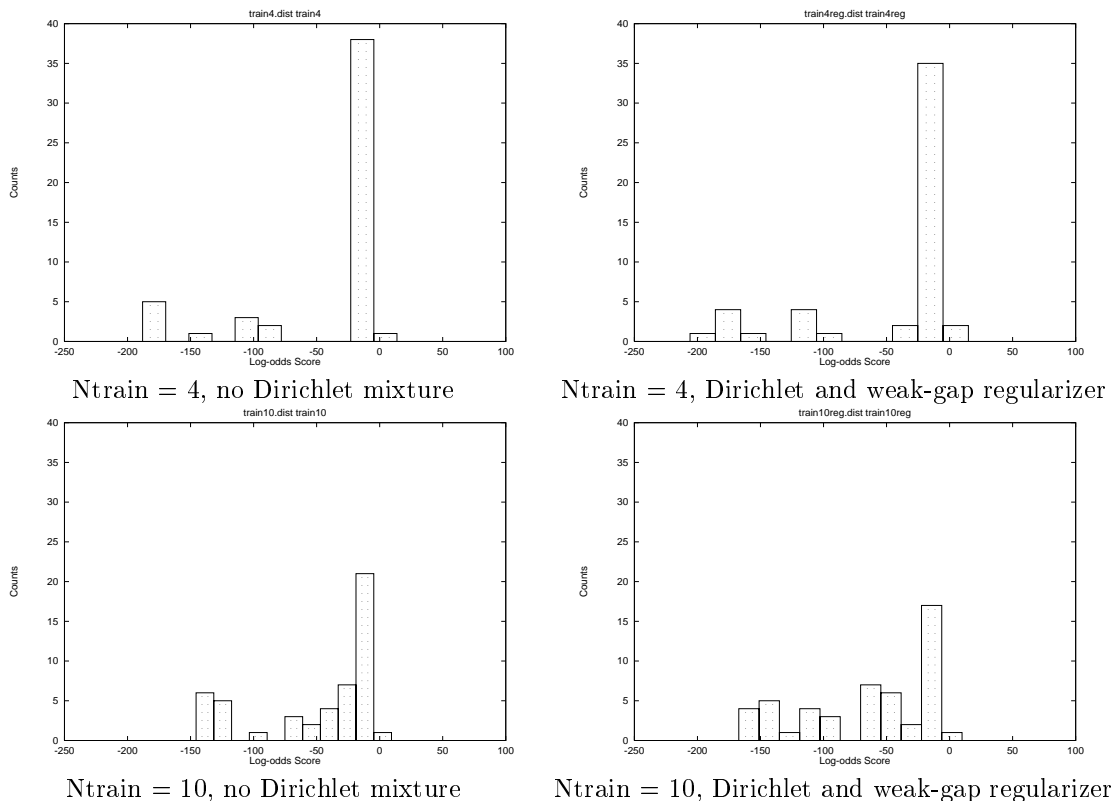 train4.dist train4
40
35
30
25
20
15
10
5
0
Counts
-250 -200 -150 -100 -50 0 50 100
Log-odds Score
Ntrain = 4, no Dirichlet mixture
train4reg.dist train4reg
40
35
30
25
20
15
10
5
0
Counts
-250 -200 -150 -100 -50 0 50 100
Log-odds Score
Ntrain = 4, Dirichlet and weak-gap regularizer
train10.dist train10
40
35
30
25
20
15
10
5
0
Counts
-250 -200 -150 -100 -50 0 50 100
Log-odds Score
Ntrain = 10, no Dirichlet mixture
train10reg.dist train10reg
40
35
30
25
20
15
10
5
0
Counts
-250 -200 -150 -100 -50 0 50 100
Log-odds Score
Ntrain = 10, Dirichlet and weak-gap regularizer